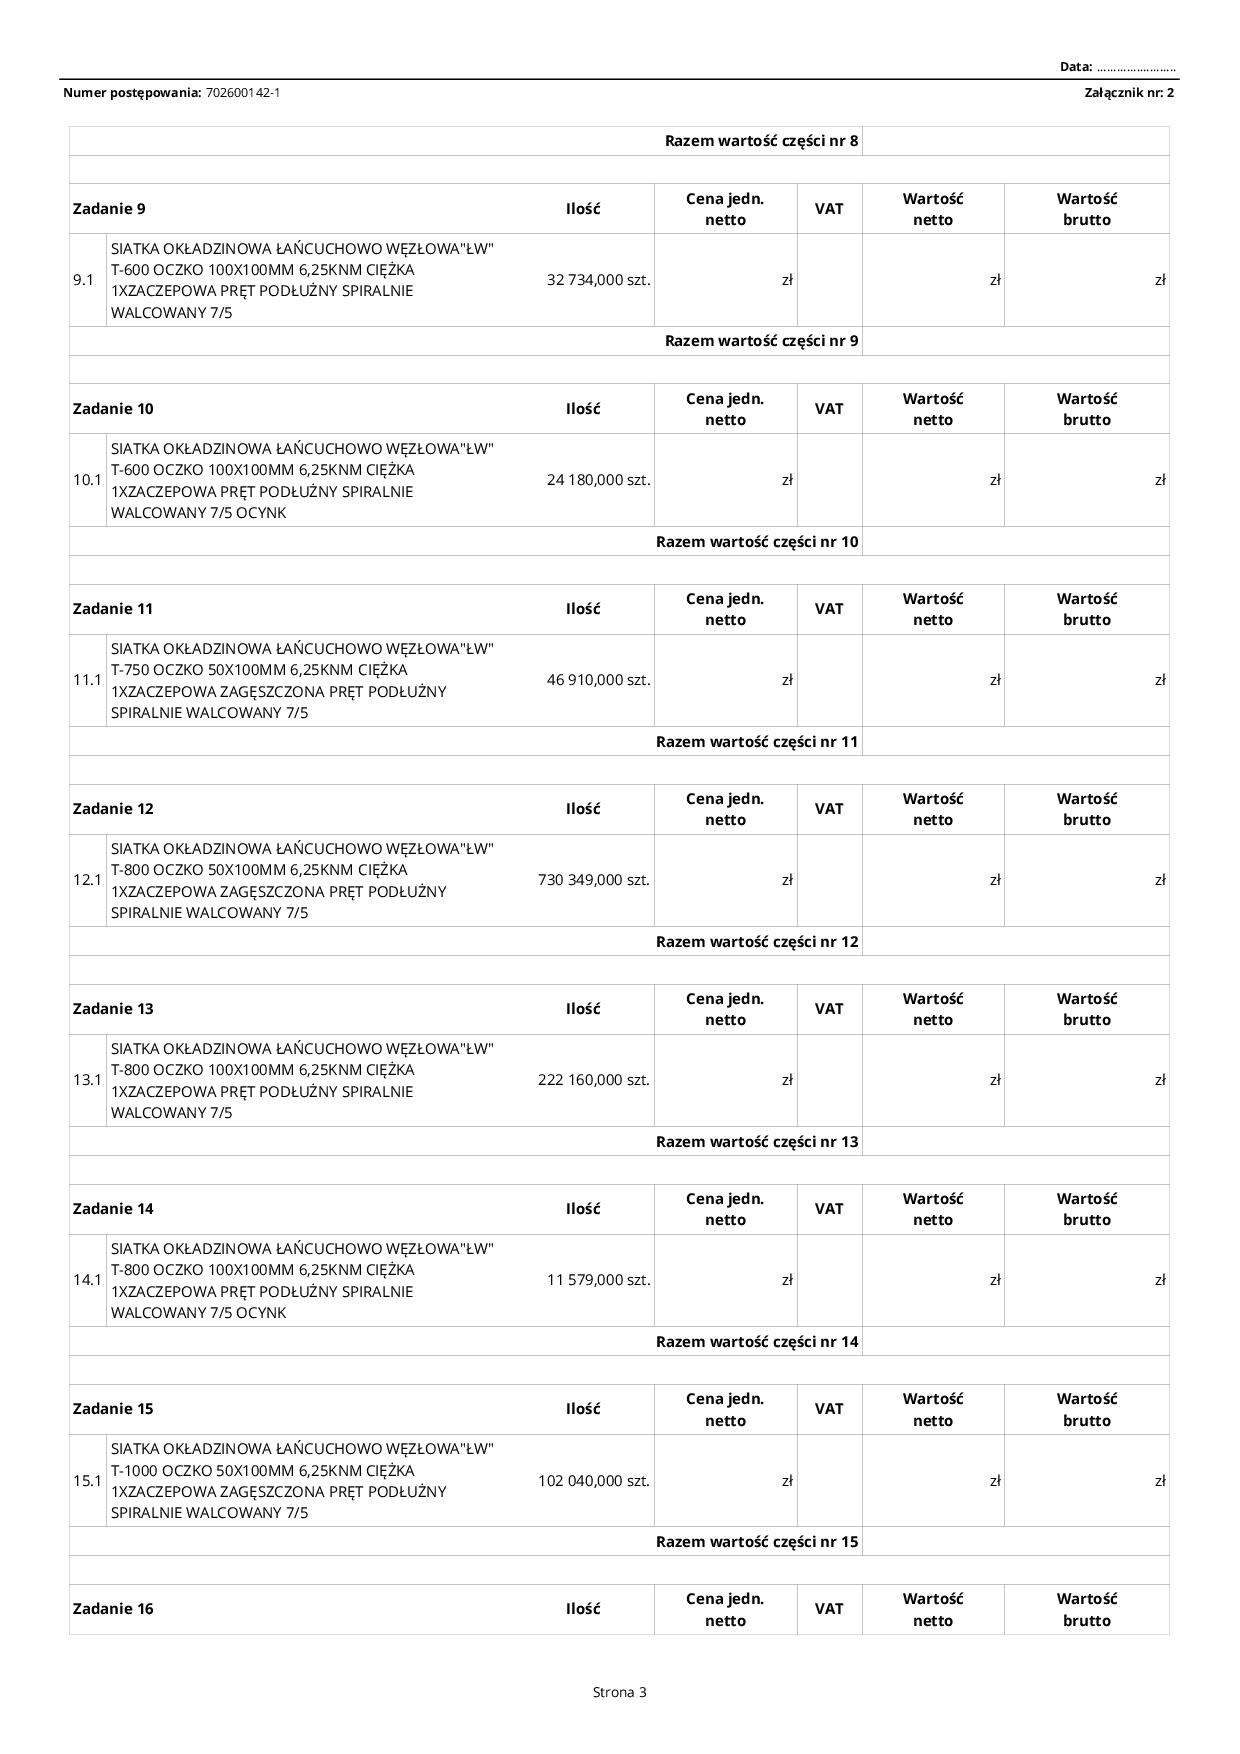 Data: ........................
Numer postępowania: 702600142-1 Załącznik nr: 2
Razem wartość części nr 8
Zadanie 9 Ilość Cena jedn. netto VAT Wartość netto Wartość brutto
SIATKA OKŁADZINOWA ŁAŃCUCHOWO WĘZŁOWA"ŁW"
T-600 OCZKO 100X100MM 6,25KNM CIĘŻKA
9.1 32 734,000 szt. zł zł zł
1XZACZEPOWA PRĘT PODŁUŻNY SPIRALNIE
WALCOWANY 7/5
Razem wartość części nr 9
Zadanie 10 Ilość Cena jedn. netto VAT Wartość netto Wartość brutto
SIATKA OKŁADZINOWA ŁAŃCUCHOWO WĘZŁOWA"ŁW"
T-600 OCZKO 100X100MM 6,25KNM CIĘŻKA
10.1 24 180,000 szt. zł zł zł
1XZACZEPOWA PRĘT PODŁUŻNY SPIRALNIE
WALCOWANY 7/5 OCYNK
Razem wartość części nr 10
Zadanie 11 Ilość Cena jedn. netto VAT Wartość netto Wartość brutto
SIATKA OKŁADZINOWA ŁAŃCUCHOWO WĘZŁOWA"ŁW"
T-750 OCZKO 50X100MM 6,25KNM CIĘŻKA
11.1 46 910,000 szt. zł zł zł
1XZACZEPOWA ZAGĘSZCZONA PRĘT PODŁUŻNY
SPIRALNIE WALCOWANY 7/5
Razem wartość części nr 11
Zadanie 12 Ilość Cena jedn. netto VAT Wartość netto Wartość brutto
SIATKA OKŁADZINOWA ŁAŃCUCHOWO WĘZŁOWA"ŁW"
T-800 OCZKO 50X100MM 6,25KNM CIĘŻKA
12.1 730 349,000 szt. zł zł zł
1XZACZEPOWA ZAGĘSZCZONA PRĘT PODŁUŻNY
SPIRALNIE WALCOWANY 7/5
Razem wartość części nr 12
Zadanie 13 Ilość Cena jedn. netto VAT Wartość netto Wartość brutto
SIATKA OKŁADZINOWA ŁAŃCUCHOWO WĘZŁOWA"ŁW"
T-800 OCZKO 100X100MM 6,25KNM CIĘŻKA
13.1 222 160,000 szt. zł zł zł
1XZACZEPOWA PRĘT PODŁUŻNY SPIRALNIE
WALCOWANY 7/5
Razem wartość części nr 13
Zadanie 14 Ilość Cena jedn. netto VAT Wartość netto Wartość brutto
SIATKA OKŁADZINOWA ŁAŃCUCHOWO WĘZŁOWA"ŁW"
T-800 OCZKO 100X100MM 6,25KNM CIĘŻKA
14.1 11 579,000 szt. zł zł zł
1XZACZEPOWA PRĘT PODŁUŻNY SPIRALNIE
WALCOWANY 7/5 OCYNK
Razem wartość części nr 14
Zadanie 15 Ilość Cena jedn. netto VAT Wartość netto Wartość brutto
SIATKA OKŁADZINOWA ŁAŃCUCHOWO WĘZŁOWA"ŁW"
T-1000 OCZKO 50X100MM 6,25KNM CIĘŻKA
15.1 102 040,000 szt. zł zł zł
1XZACZEPOWA ZAGĘSZCZONA PRĘT PODŁUŻNY
SPIRALNIE WALCOWANY 7/5
Razem wartość części nr 15
Zadanie 16 Ilość Cena jedn. netto VAT Wartość netto Wartość brutto
Strona 3